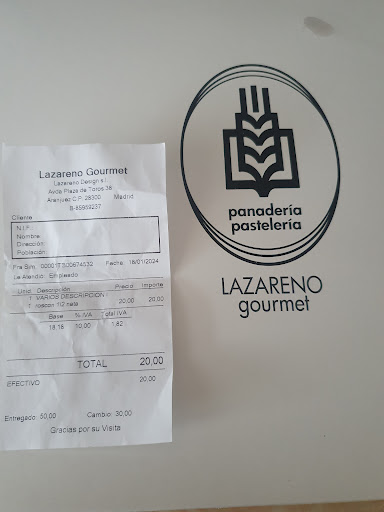 Lazareno Gourmet
Lazareno Design s.l
Avda Plaza de Toros 38
Aranjuez C.P. 28300 Madrid
Cliente
N.I.F.
Nombre:
Dirección:
Población:
Fra Sim. Fecha: 18/01/2024
Le Atendió: Empleado
Unid Descripción Precio Importe
1 VARIOS DESCRIPCION - 20,00 20,00
1 roscon 1/2 nata
Base % IVA Total IVA
18,18 10,00 1,82
TOTAL 20,00
EFECTIVO 20,00
Entregado: 50,00 Cambio: 30,00
Gracias por su Visita
panadería
pastelería
LAZARENO
gourmet